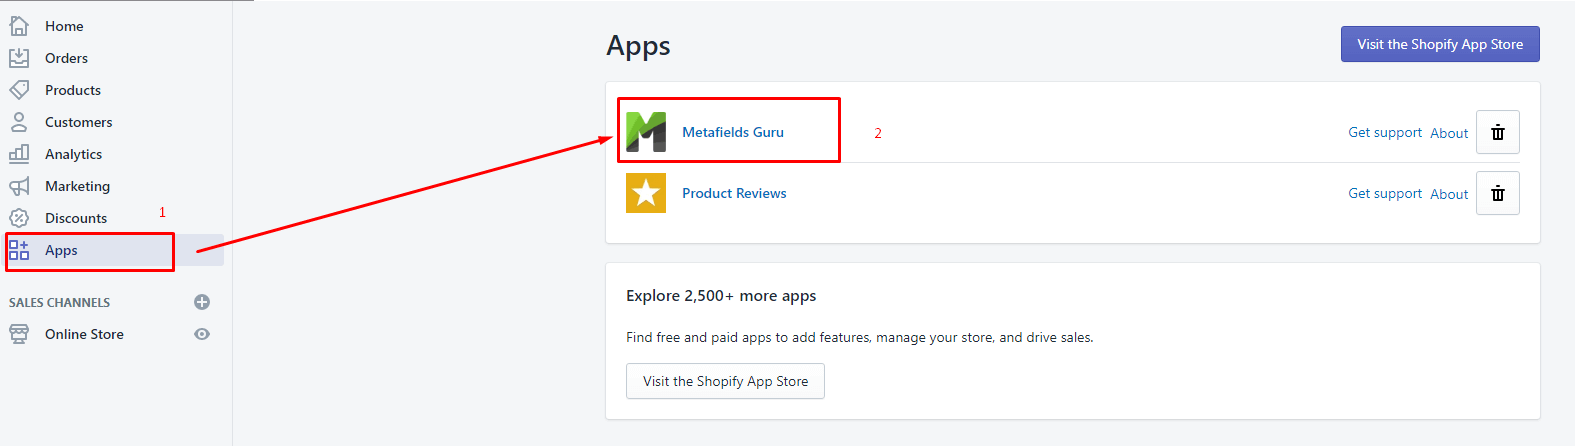 Home
Orders
Products
Customers
Analytics
Marketing
Discounts
1
Apps
SALES CHANNELS
Online Store
Apps
Visit the Shopify App Store
Metafields Guru
2
Get support About
Product Reviews
Get support About
Explore 2,500+ more apps
Find free and paid apps to add features, manage your store, and drive sales.
Visit the Shopify App Store